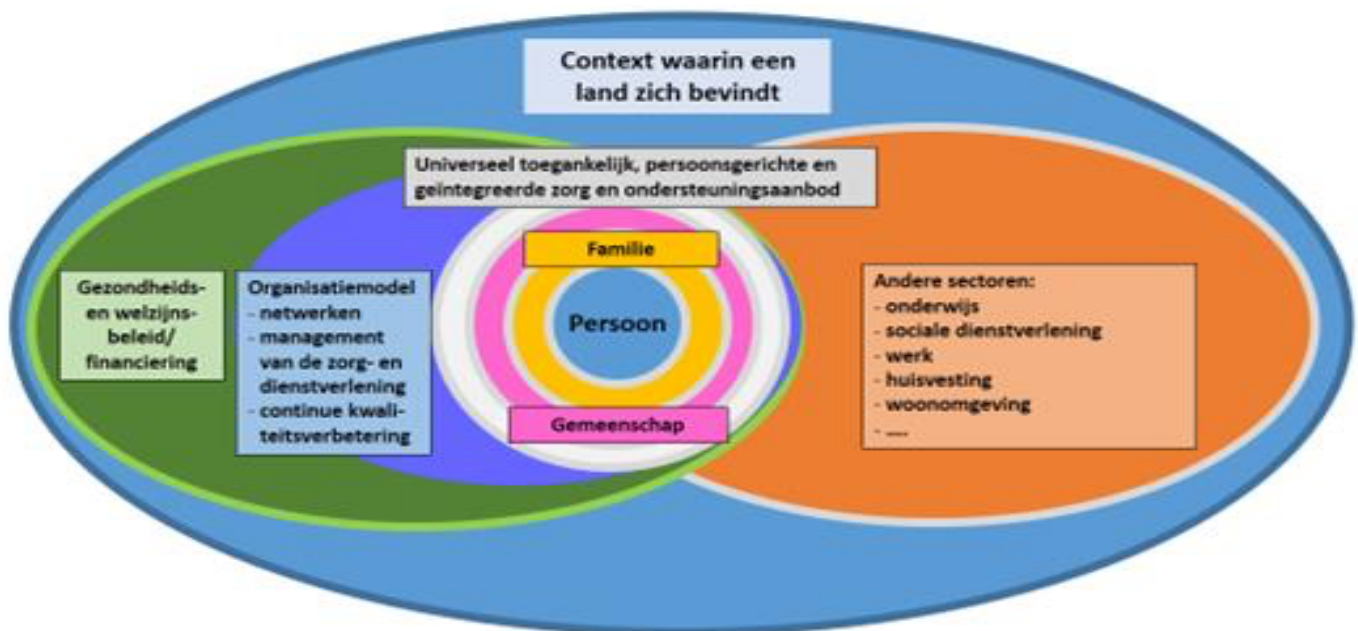 Context waarin een
land zich bevindt
Universeel toegankelijk, persoonsgerichte en
geïntegreerde zorg en ondersteuningsaanbod
Familie
Persoon
Gemeenschap
Gezondheids-
en welzijns-
beleid/
financiering
Organisatiemodel
- netwerken
- management
van de zorg- en
dienstverlening
- continue kwali-
teitsverbetering
Andere sectoren:
- onderwijs
- sociale dienstverlening
- werk
- huisvesting
- woonomgeving
- ....